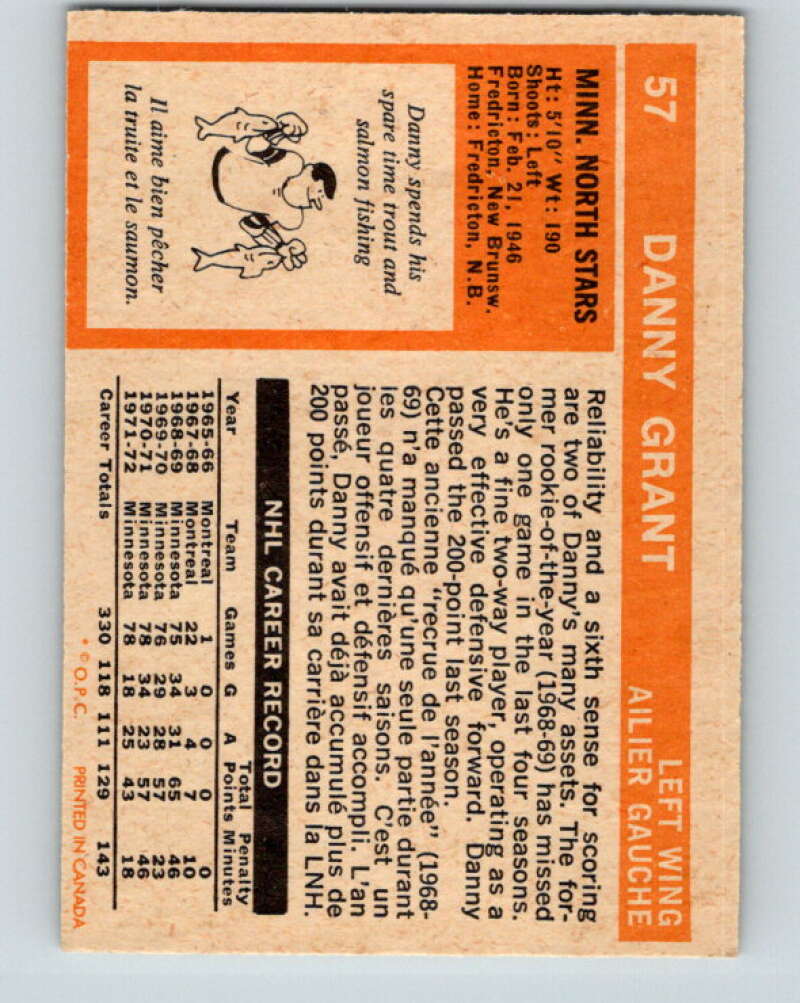 57 DANNY GRANT
LEFT WING
AILIER GAUCHE
MINN. NORTH STARS
Ht: 5'10" Wt: 190
Shoots: Left
Born: Feb. 21, 1946
Fredricton, New Brunsw.
Home: Fredricton, N.B.
Danny spends his
spare time trout and
salmon fishing
Il aime bien pêcher
la truite et le saumon.
Reliability and a sixth sense for scoring
are two of Danny's many assets. The for-
mer rookie-of-the-year (1968-69) has missed
only one game in the last four seasons.
He's a fine two-way player, operating as a
very effective defensive forward. Danny
passed the 200-point last season.
Cette ancienne "recrue de l'année" (1968-
69) n'a manqué qu'une seule partie durant
les quatre dernières saisons. C'est un
joueur offensif et défensif accompli. L'an
passé, Danny avait déjà accumulé plus de
200 points durant sa carrière dans la LNH.
NHL CAREER RECORD
Total Penalty
Year Team Games G A Points Minutes
1965-66 Montreal 1 0 0 0 0
1967-68 Montreal 22 3 4 7 10
1968-69 Minnesota 75 34 31 65 46
1969-70 Minnesota 76 29 28 57 23
1970-71 Minnesota 78 34 23 57 46
1971-72 Minnesota 78 18 25 43 18
Career Totals 330 118 111 129 143
* © O.P.C. PRINTED IN CANADA